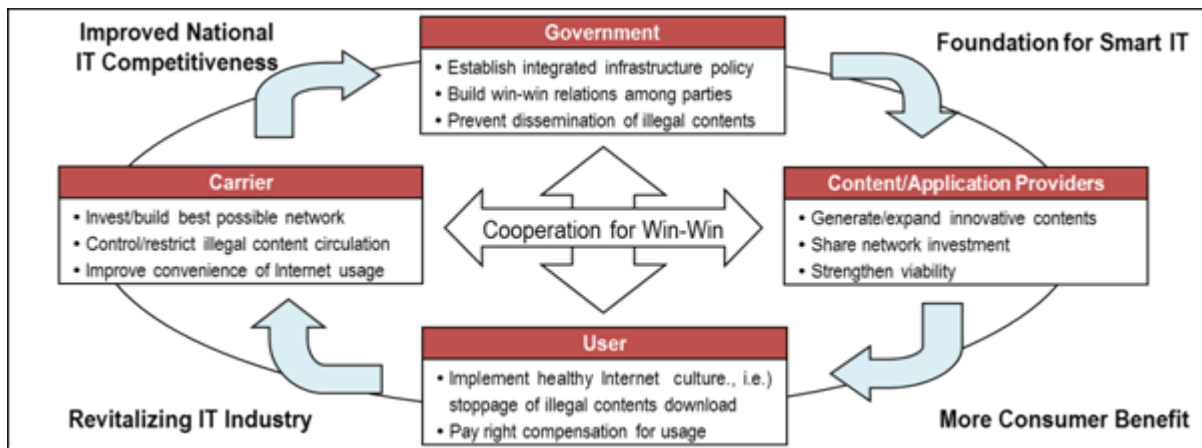 Improved National
IT Competitiveness
Government
• Establish integrated infrastructure policy
• Build win-win relations among parties
• Prevent dissemination of illegal contents
Foundation for Smart IT
Carrier
• Invest/build best possible network
• Control/restrict illegal content circulation
• Improve convenience of Internet usage
Cooperation for Win-Win
Content/Application Providers
• Generate/expand innovative contents
• Share network investment
• Strengthen viability
User
• Implement healthy Internet culture., i.e.)
stoppage of illegal contents download
• Pay right compensation for usage
Revitalizing IT Industry
More Consumer Benefit